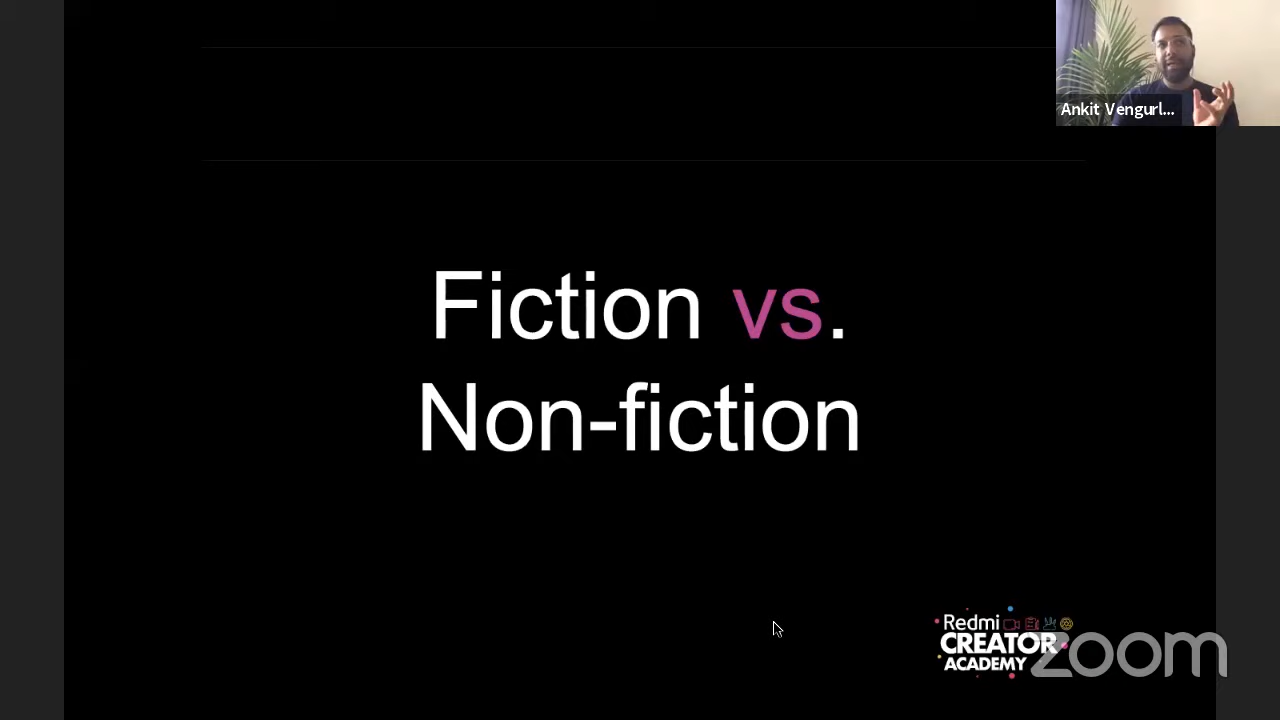 Ankit Vengurl...
Fiction vs.
Non-fiction
Redmi
CREATOR
ACADEMY
zoom